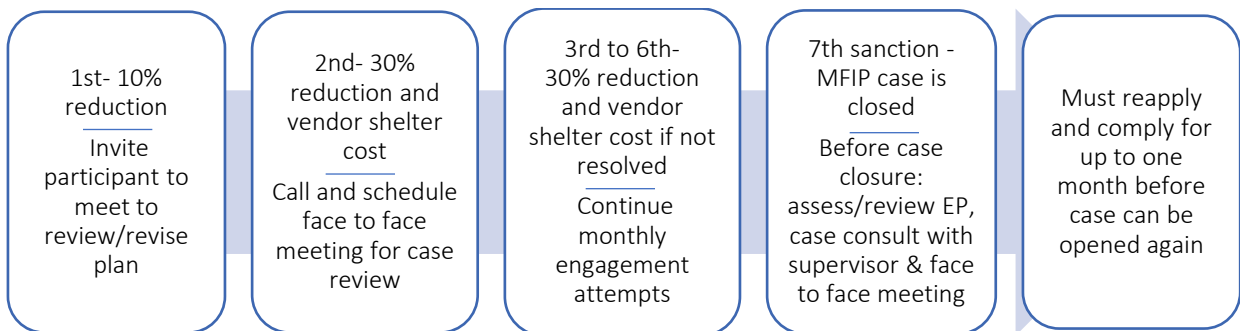 1st- 10%
reduction
Invite
participant to
meet to
review/revise
plan
2nd- 30%
reduction and
vendor shelter
cost
Call and schedule
face to face
meeting for case
review
3rd to 6th-
30% reduction
and vendor
shelter cost if not
resolved
Continue
monthly
engagement
attempts
7th sanction -
MFIP case is
closed
Before case
closure:
assess/review EP,
case consult with
supervisor & face
to face meeting
Must reapply
and comply for
up to one
month before
case can be
opened again